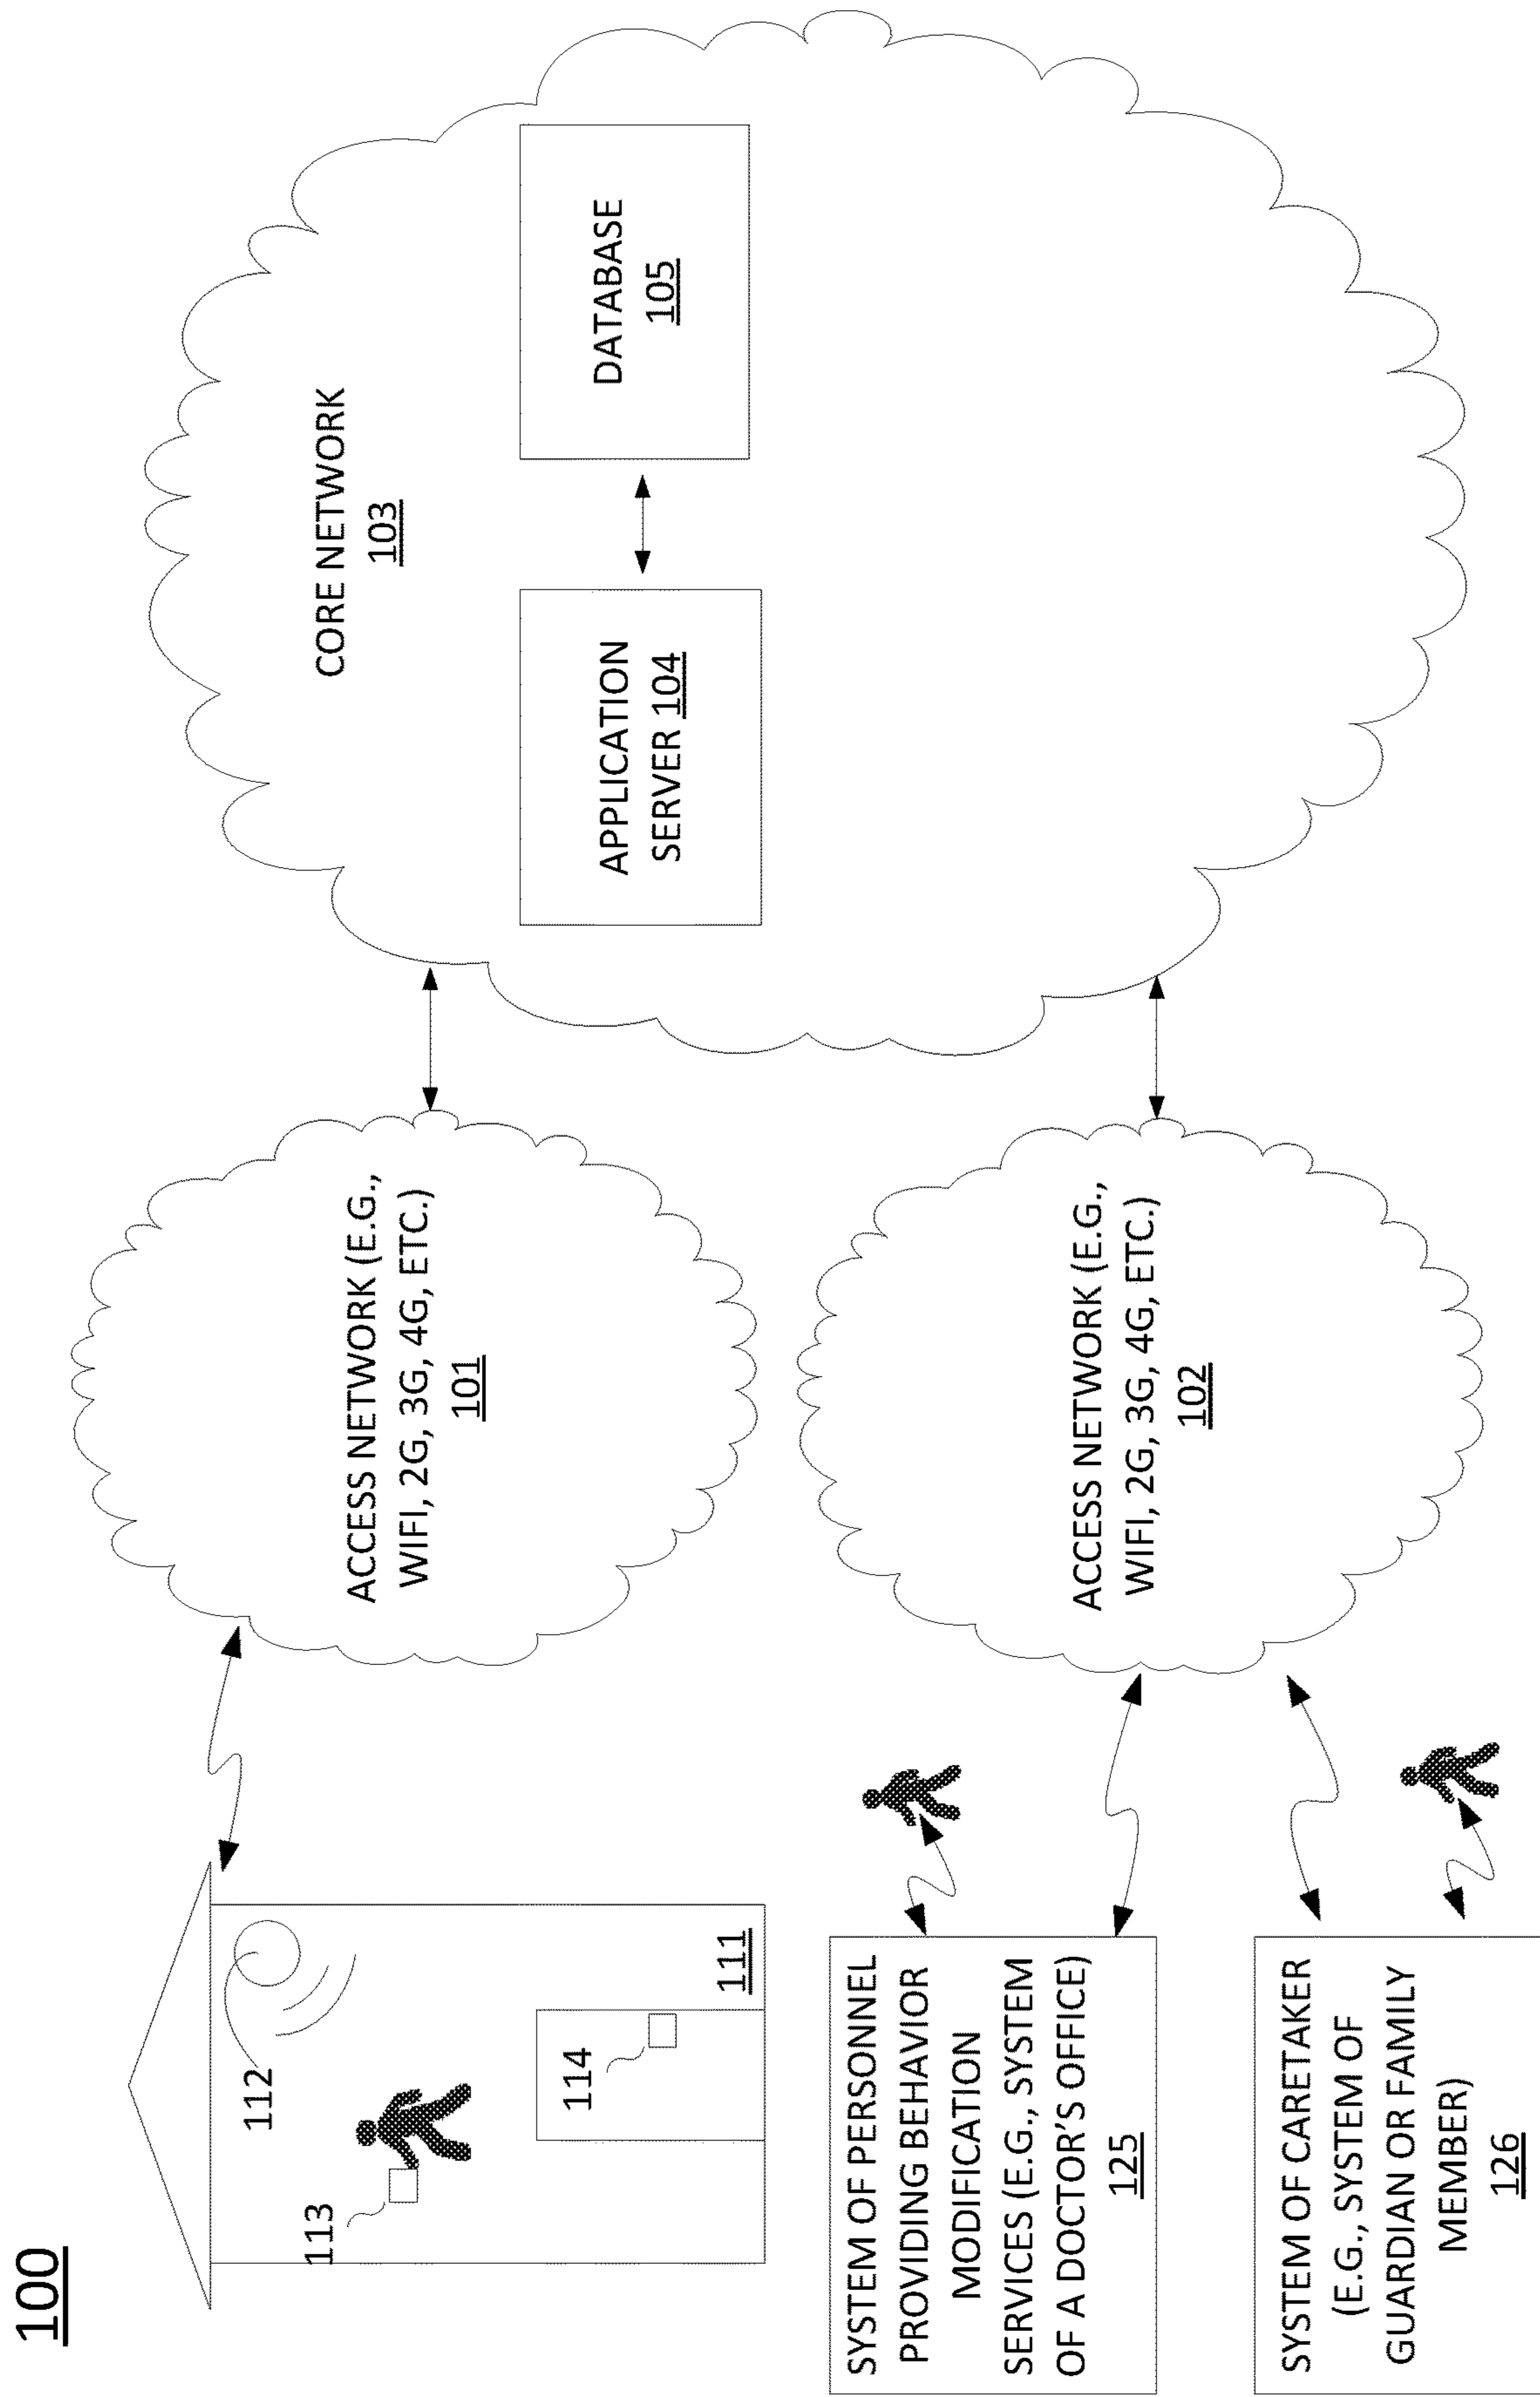 100
112
113
114
111
SYSTEM OF PERSONNEL
PROVIDING BEHAVIOR
MODIFICATION
SERVICES (E.G., SYSTEM
OF A DOCTOR'S OFFICE)
125
SYSTEM OF CARETAKER
(E.G., SYSTEM OF
GUARDIAN OR FAMILY
MEMBER)
126
ACCESS NETWORK (E.G.,
WIFI, 2G, 3G, 4G, ETC.)
101
ACCESS NETWORK (E.G.,
WIFI, 2G, 3G, 4G, ETC.)
102
CORE NETWORK
103
APPLICATION
SERVER 104
DATABASE
105